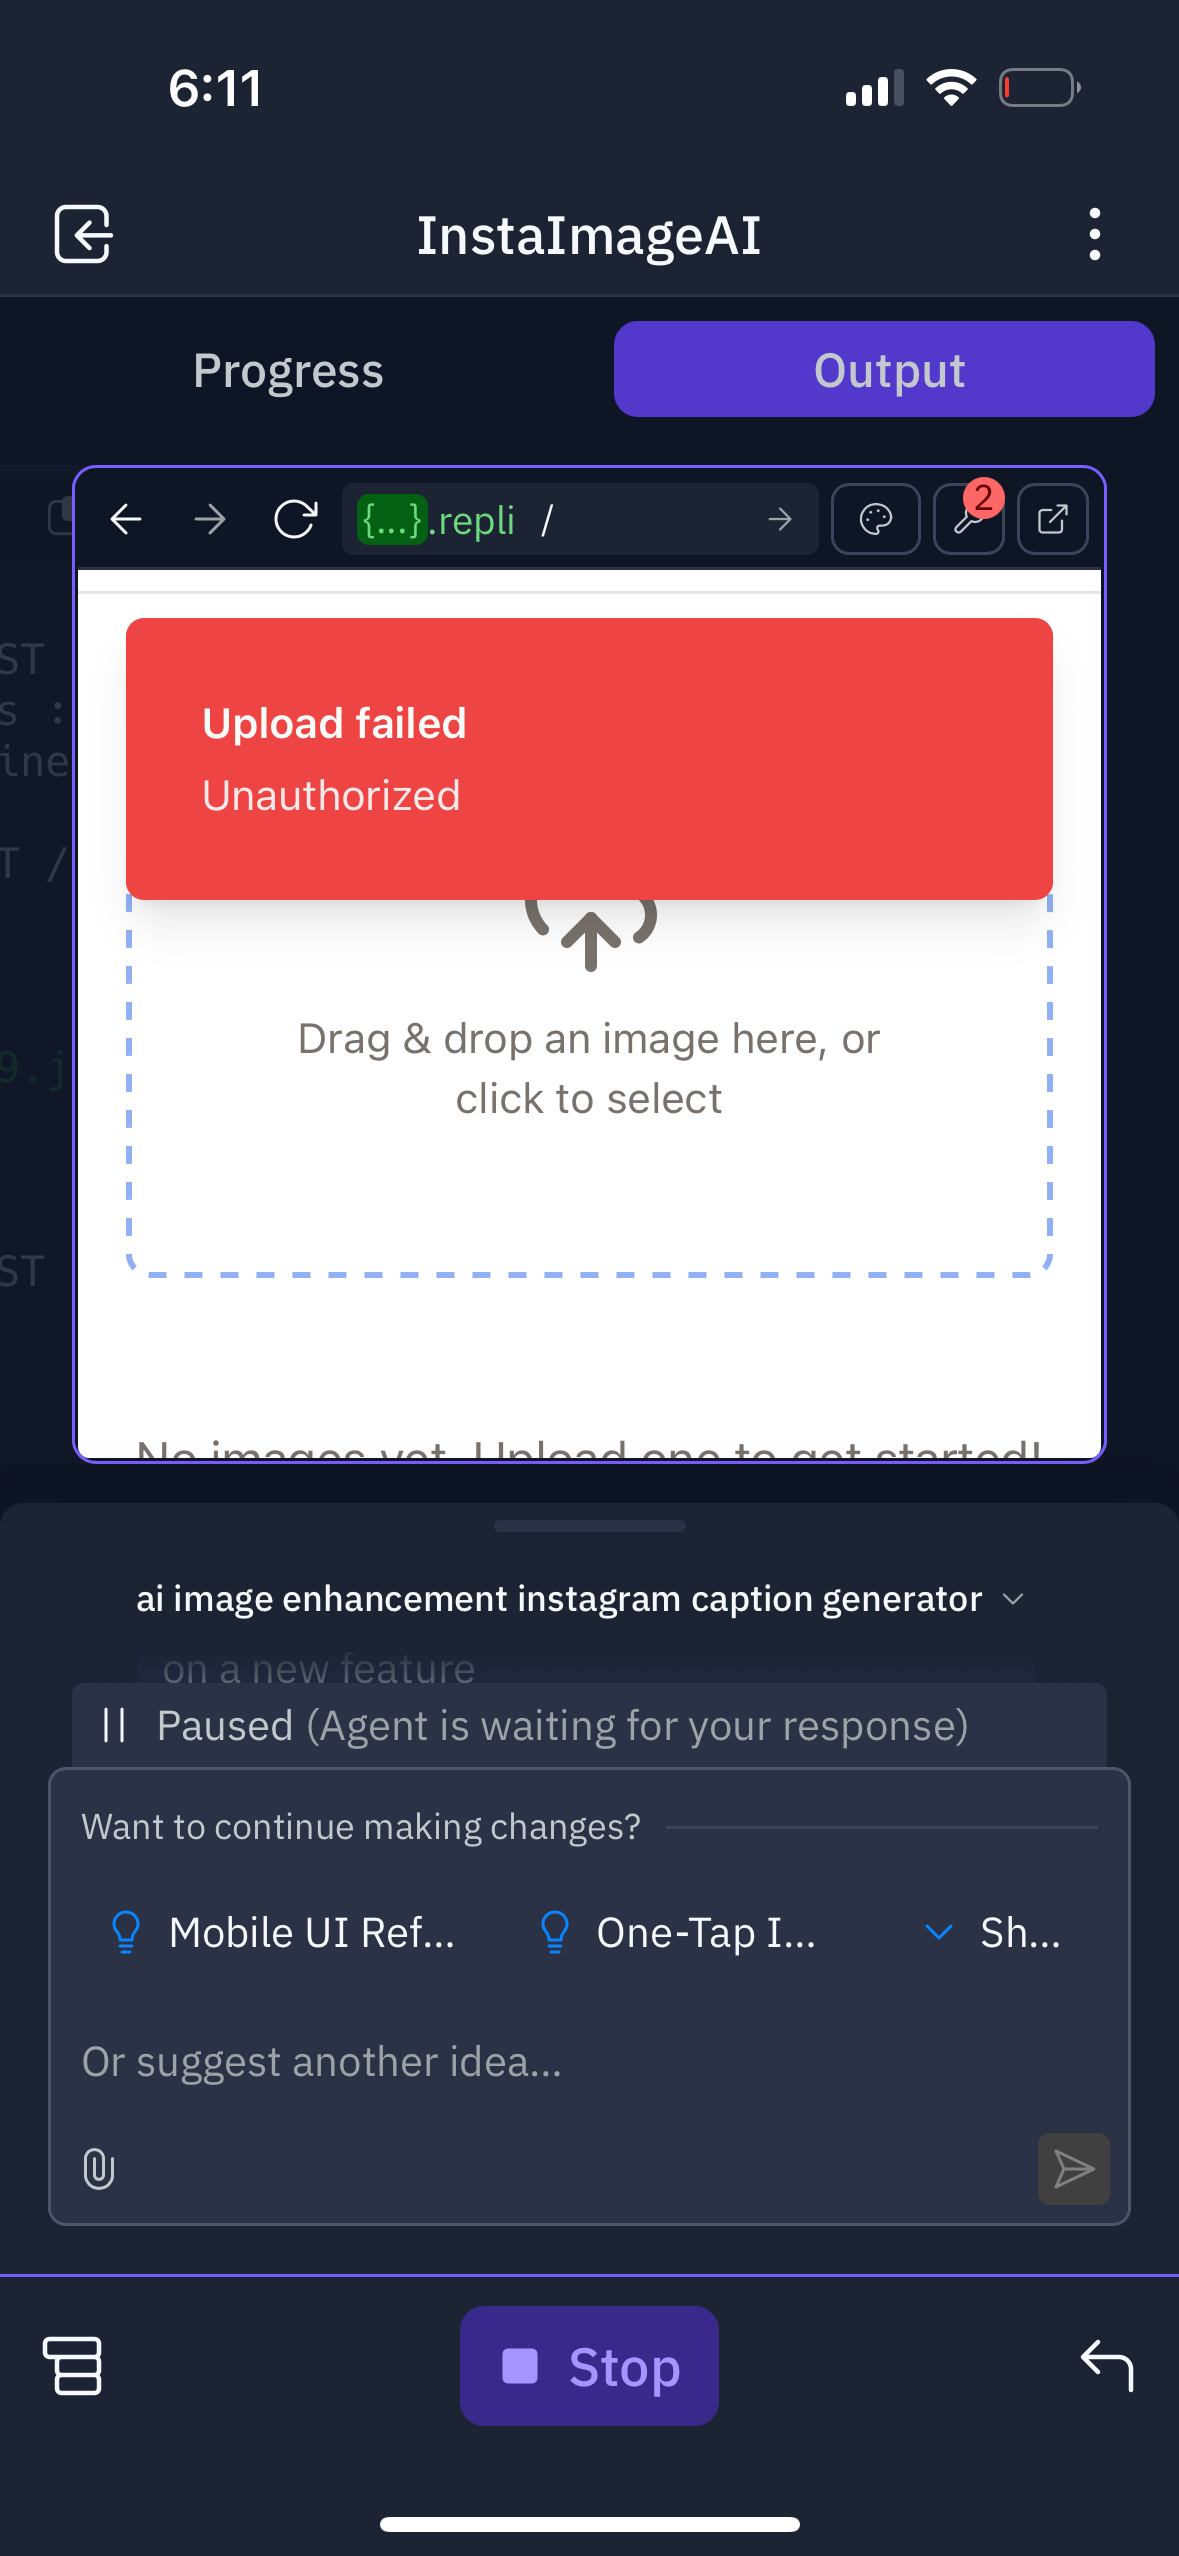 6:11
InstaImageAI
Progress
Output
{...}.repli /
2
ST
s :
ine
T /
9.j
ST
Upload failed
Unauthorized
Drag & drop an image here, or
click to select
No images yet. Upload one to get started!
ai image enhancement instagram caption generator
on a new feature
Paused (Agent is waiting for your response)
Want to continue making changes?
Mobile UI Ref...
One-Tap I...
Sh...
Or suggest another idea...
Stop